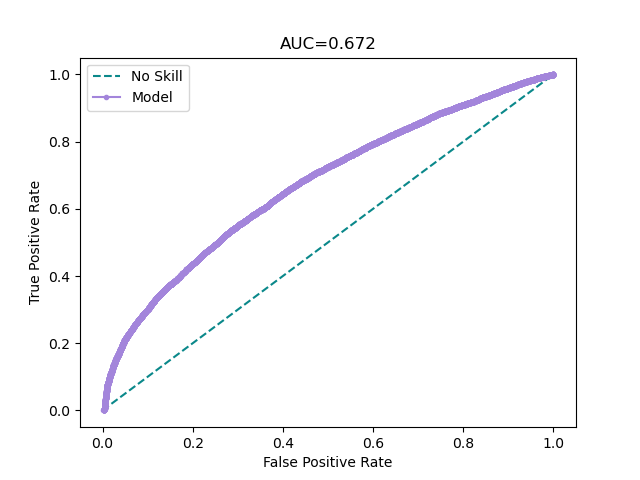 AUC=0.672
No Skill
Model
True Positive Rate
1.0
0.8
0.6
0.4
0.2
0.0
0.0 0.2 0.4 0.6 0.8 1.0
False Positive Rate